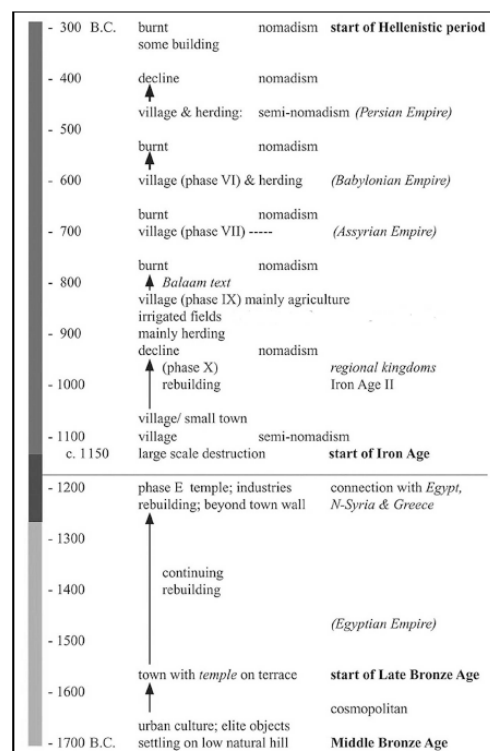 - 300 B.C. burnt nomadism start of Hellenistic period
some building
- 400 decline nomadism
village & herding: semi-nomadism (Persian Empire)
- 500
burnt nomadism
- 600 village (phase VI) & herding (Babylonian Empire)
burnt nomadism
- 700 village (phase VII) ----- (Assyrian Empire)
burnt nomadism
- 800 Balaam text
village (phase IX) mainly agriculture
irrigated fields
- 900 mainly herding
decline nomadism
(phase X) regional kingdoms
- 1000 rebuilding Iron Age II
village/ small town
- 1100 village semi-nomadism
c. 1150 large scale destruction start of Iron Age
- 1200 phase E temple; industries connection with Egypt,
rebuilding; beyond town wall N-Syria & Greece
- 1300
continuing
- 1400 rebuilding
(Egyptian Empire)
- 1500
town with temple on terrace start of Late Bronze Age
- 1600
cosmopolitan
urban culture; elite objects
- 1700 B.C. settling on low natural hill Middle Bronze Age